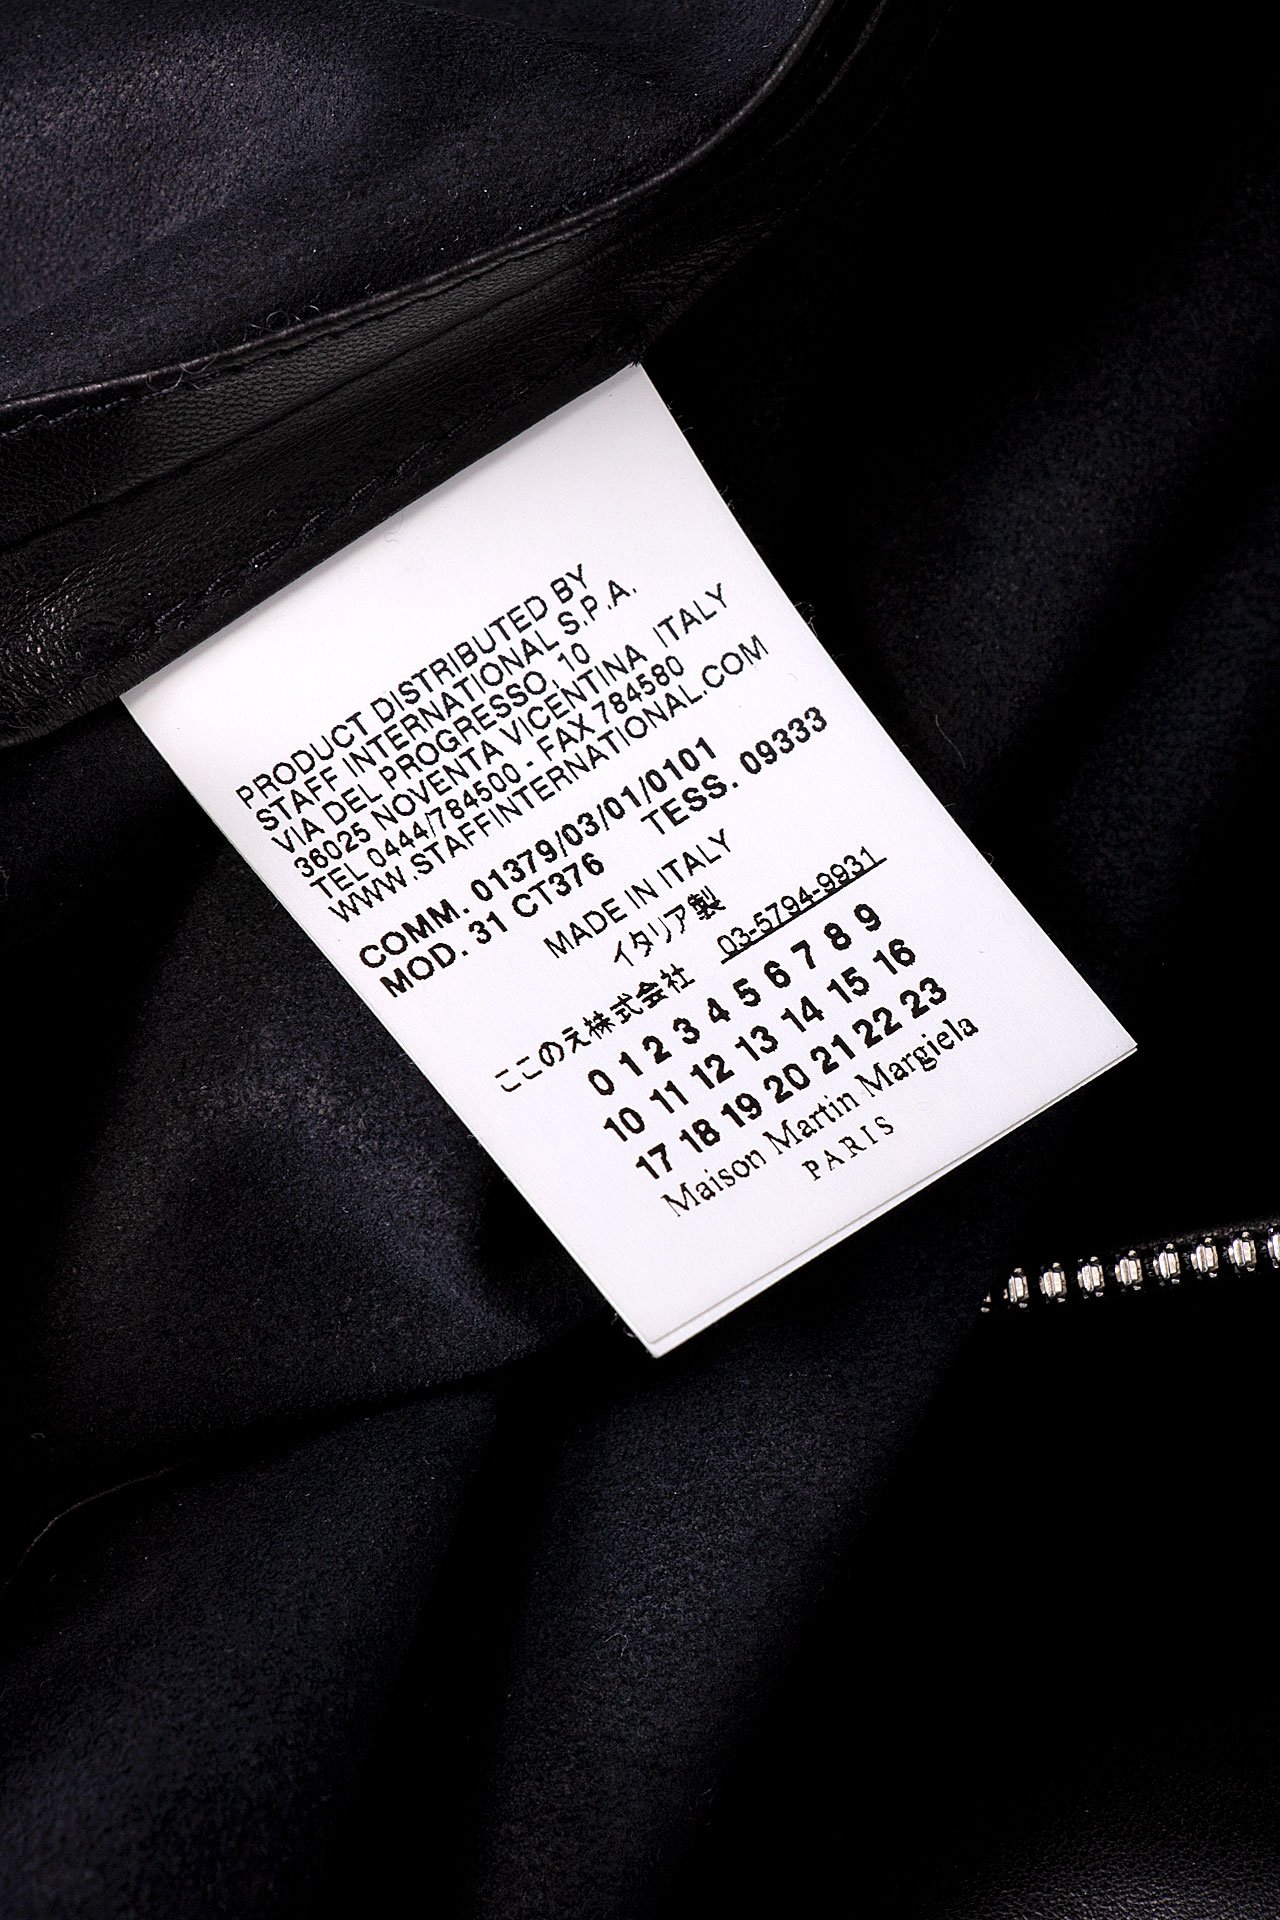 PRODUCT DISTRIBUTED BY
STAFF INTERNATIONAL S.P.A.
VIA DEL PROGRESSO, 10
36025 NOVENTA VICENTINA ITALY
TEL 0444/784500 - FAX 784580
WWW.STAFFINTERNATIONAL.COM
COMM. 01379/03/01/0101
MOD. 31 CT376 TESS. 09333
MADE IN ITALY
イタリア製
ここのえ株式会社 03-5794-9931
0 1 2 3 4 5 6 7 8 9
10 11 12 13 14 15 16
17 18 19 20 21 22 23
Maison Martin Margiela
PARIS